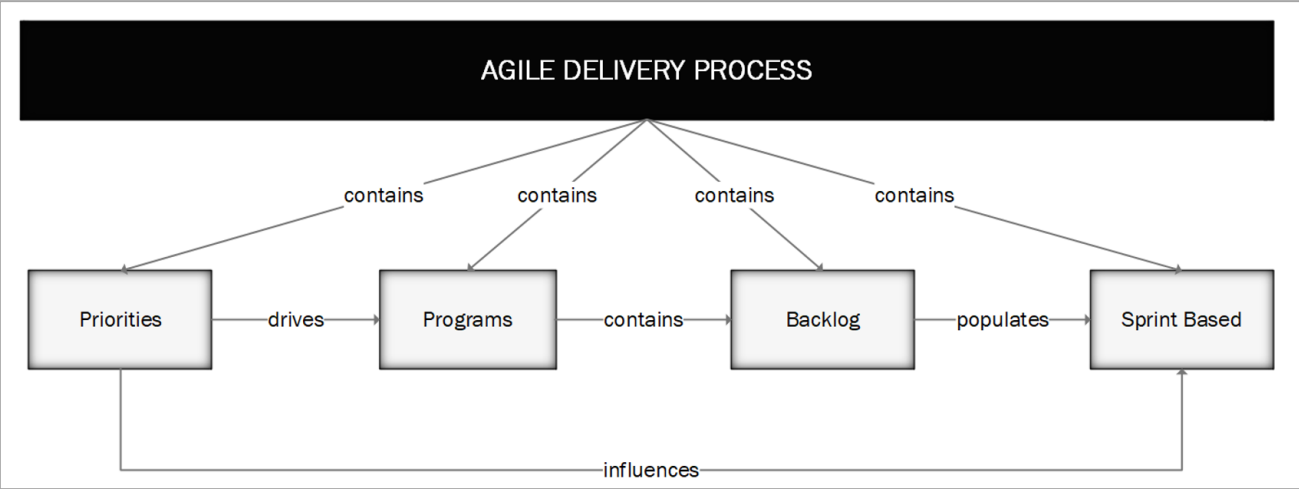 AGILE DELIVERY PROCESS
contains contains contains contains
Priorities drives Programs contains Backlog populates Sprint Based
influences